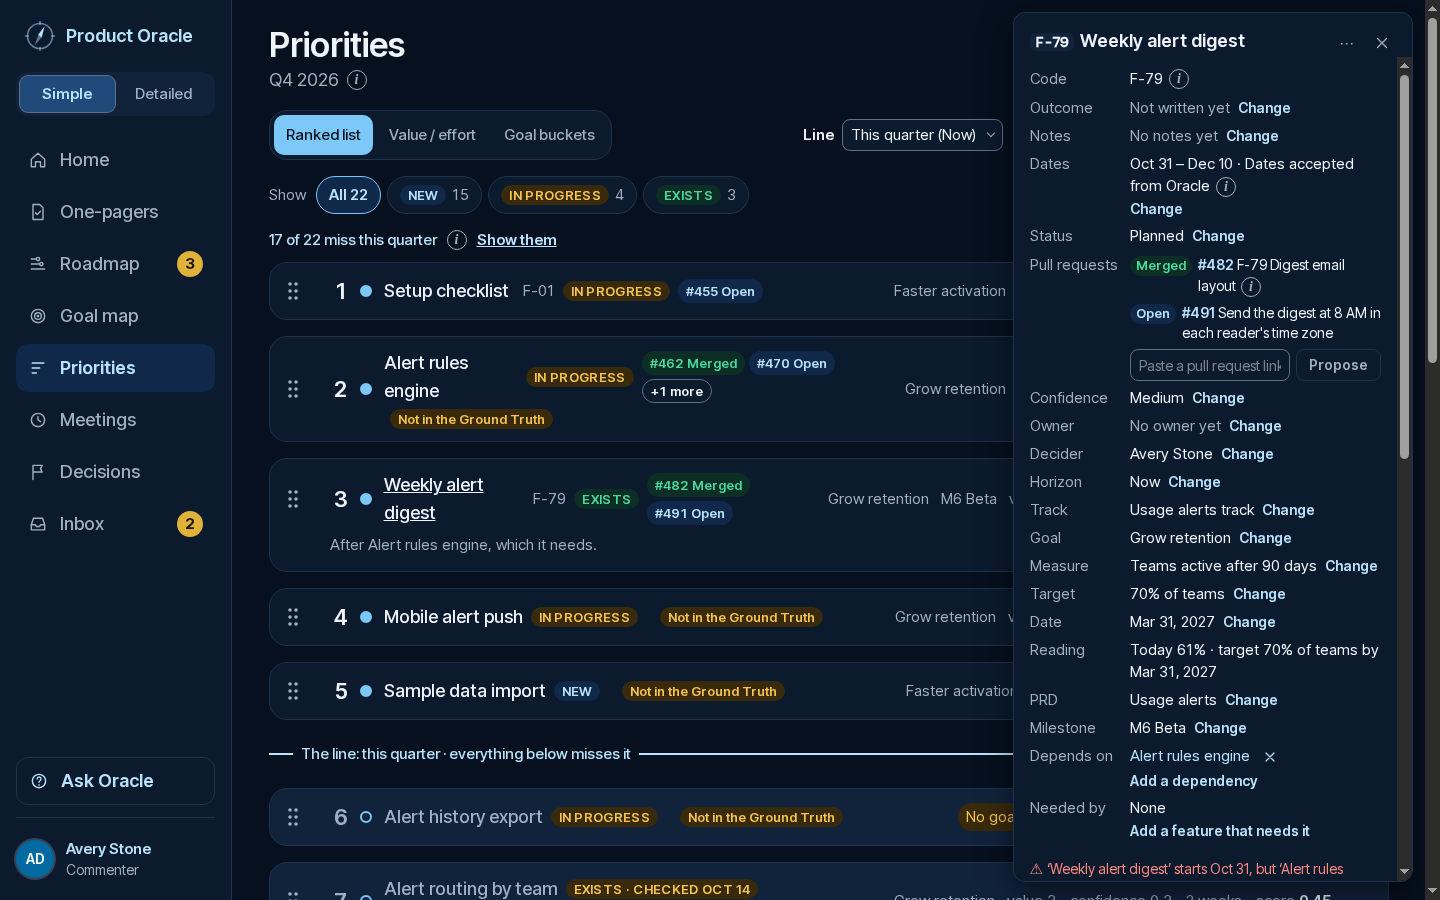 Product Oracle
Simple
Detailed
Home
One-pagers
Roadmap
3
Goal map
Priorities
Meetings
Decisions
Inbox
2
Ask Oracle
AD
Avery Stone
Commenter
Priorities
Q4 2026
i
Ranked list
Value / effort
Goal buckets
Line
This quarter (Now)
Show
All 22
NEW 15
IN PROGRESS 4
EXISTS 3
17 of 22 miss this quarter
i
Show them
1
Setup checklist
F-01
IN PROGRESS
#455 Open
Faster activation
2
Alert rules
engine
IN PROGRESS
#462 Merged
#470 Open
+1 more
Grow retention
Not in the Ground Truth
3
Weekly alert
digest
F-79
EXISTS
#482 Merged
#491 Open
Grow retention
M6 Beta
After Alert rules engine, which it needs.
4
Mobile alert push
IN PROGRESS
Not in the Ground Truth
Grow retention
5
Sample data import
NEW
Not in the Ground Truth
Faster activation
The line: this quarter · everything below misses it
6
Alert history export
IN PROGRESS
Not in the Ground Truth
No goa
7
Alert routing by team
EXISTS · CHECKED OCT 14
Grow retention value 3 confidence 0.3 2 weeks score 0.45
F-79 Weekly alert digest
Code
F-79
i
Outcome
Not written yet Change
Notes
No notes yet Change
Dates
Oct 31 – Dec 10 · Dates accepted
from Oracle
i
Change
Status
Planned Change
Pull requests
Merged #482 F-79 Digest email
layout
i
Open #491 Send the digest at 8 AM in
each reader's time zone
Paste a pull request link
Propose
Confidence
Medium Change
Owner
No owner yet Change
Decider
Avery Stone Change
Horizon
Now Change
Track
Usage alerts track Change
Goal
Grow retention Change
Measure
Teams active after 90 days Change
Target
70% of teams Change
Date
Mar 31, 2027 Change
Reading
Today 61% · target 70% of teams by
Mar 31, 2027
PRD
Usage alerts Change
Milestone
M6 Beta Change
Depends on
Alert rules engine
Add a dependency
Needed by
None
Add a feature that needs it
⚠ ‘Weekly alert digest’ starts Oct 31, but ‘Alert rules